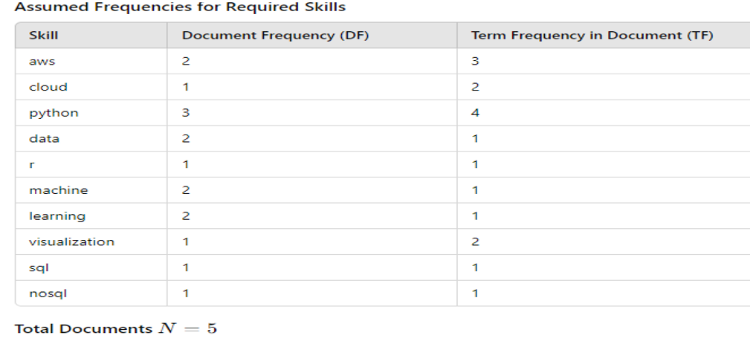 Assumed Frequencies for Required Skills
Skill Document Frequency (DF) Term Frequency in Document (TF)
aws 2 3
cloud 1 2
python 3 4
data 2 1
r 1 1
machine 2 1
learning 2 1
visualization 1 2
sql 1 1
nosql 1 1
Total Documents N = 5